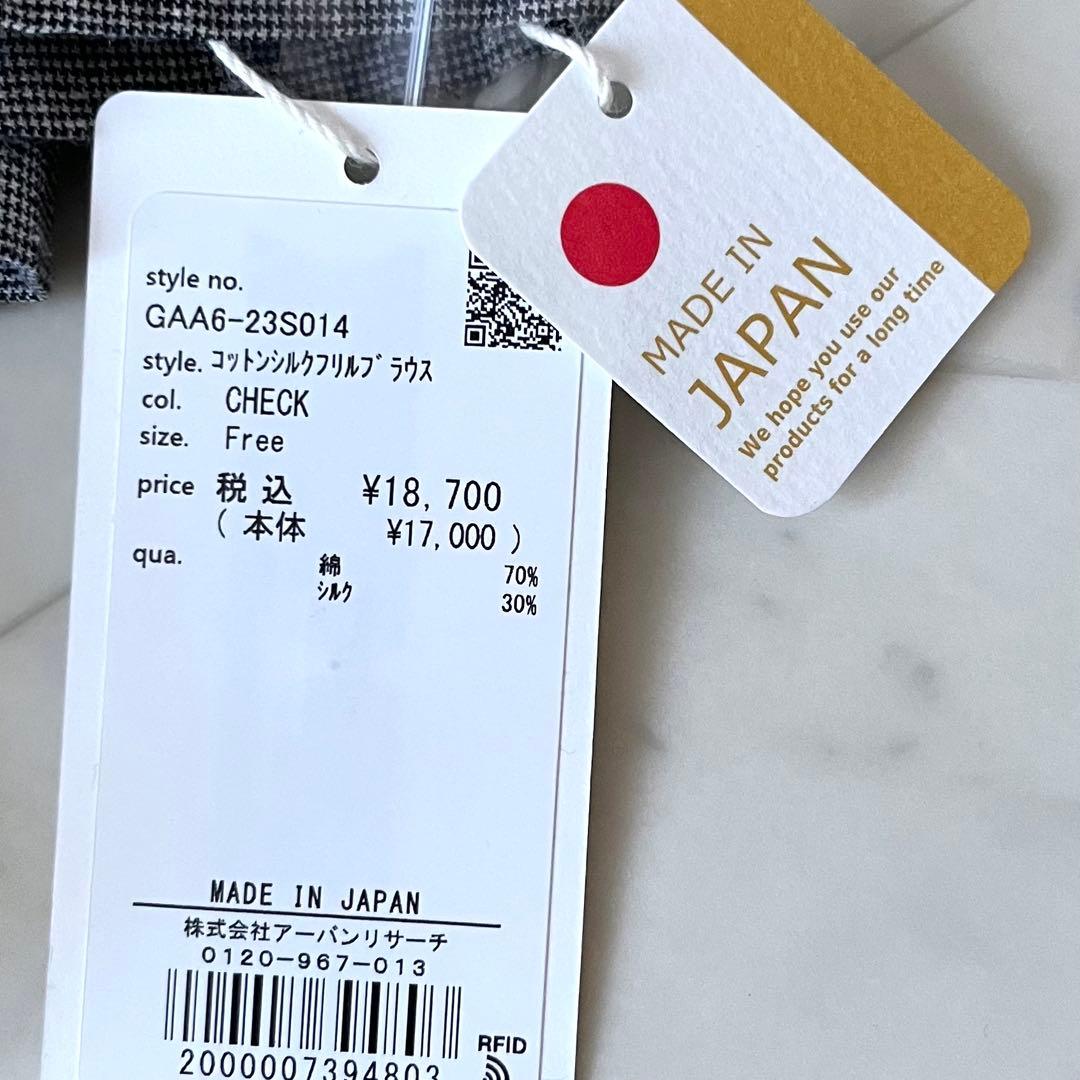 style no.
GAA6-23S014
style. コットンシルクフリルブラウス
col. CHECK
size. Free
price 税込 ¥18,700
( 本体 ¥17,000 )
qua. 綿 70%
シルク 30%
MADE IN JAPAN
株式会社アーバンリサーチ
0120-967-013
2000007394803
RFID
MADE IN
JAPAN
We hope you use our
products for a long time